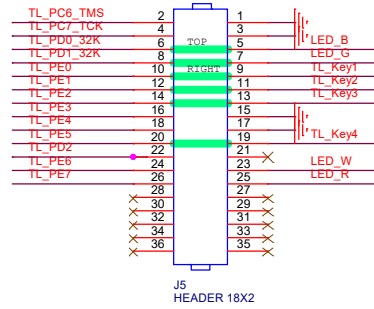 TL_PC6_TMS 2 1
TL_PC7_TCK 4 3
TL_PD0_32K 6 TOP 5 LED_B
TL_PD1_32K 8 7 LED_G
TL_PE0 10 RIGHT 9 TL_Key1
TL_PE1 12 11 TL_Key2
TL_PE2 14 13 TL_Key3
TL_PE3 16 15
TL_PE4 18 17
TL_PE5 20 19 TL_Key4
TL_PD2 22 21
TL_PE6 24 23 LED_W
TL_PE7 26 25 LED_R
28 27
30 29
32 31
34 33
36 35
J5
HEADER 18X2